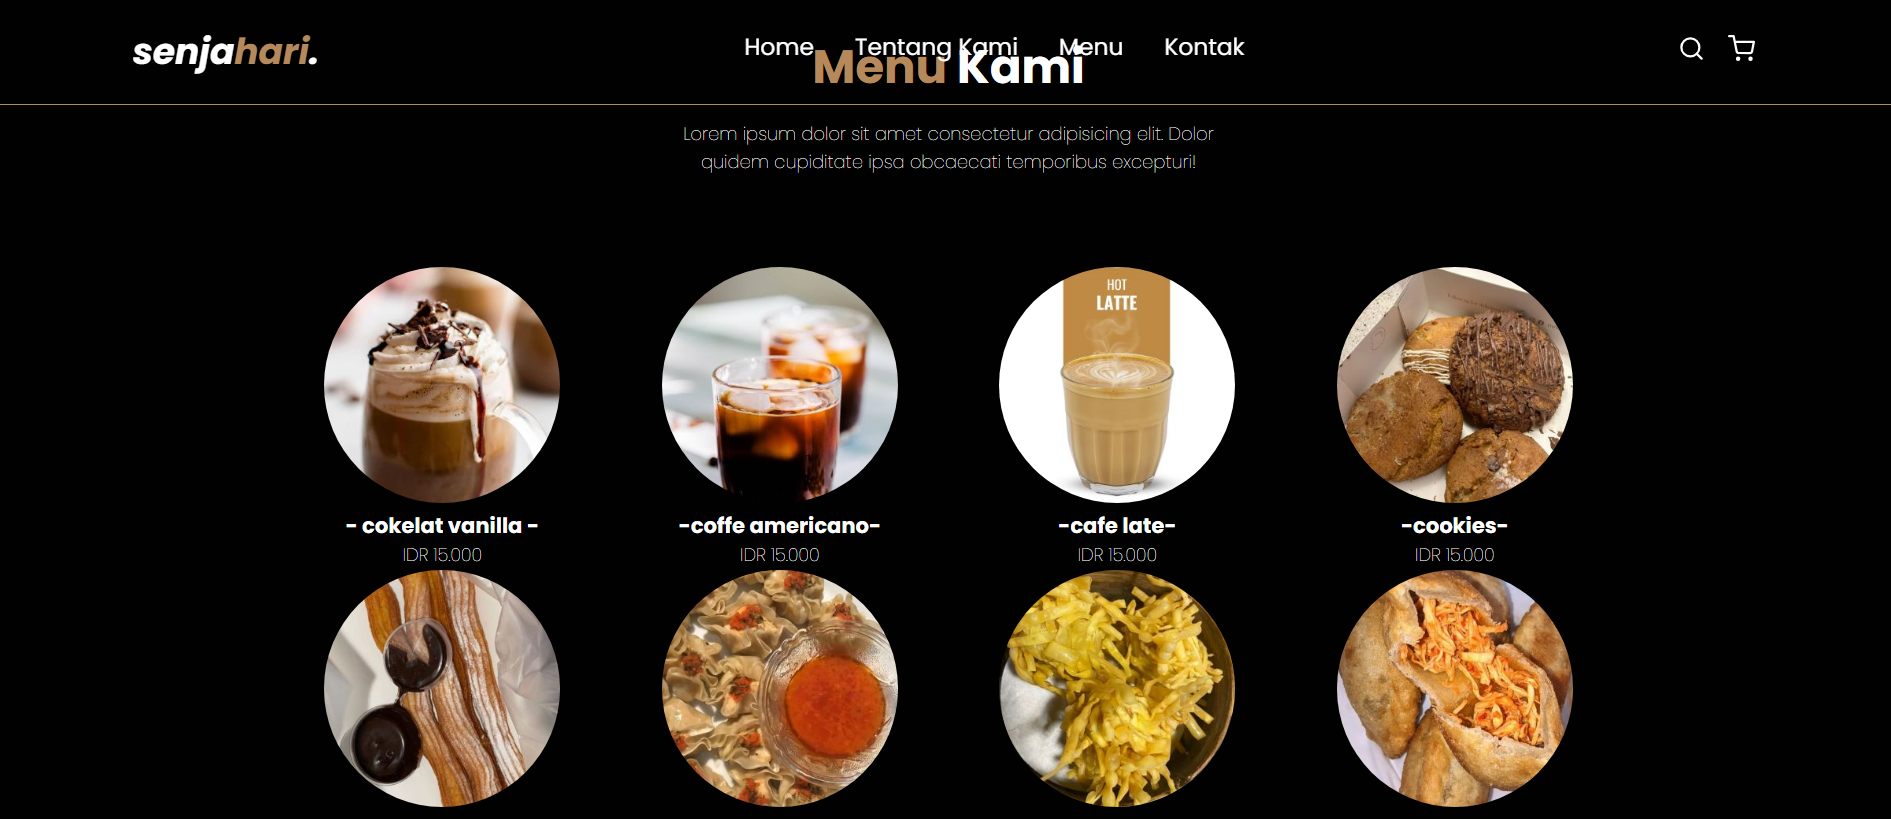 senjahari.
Home Tentang Kami Menu Kontak
Menu Kami
Lorem ipsum dolor sit amet consectetur adipisicing elit. Dolor
quidem cupiditate ipsa obcaecati temporibus excepturi!
HOT
LATTE
- cokelat vanilla -
-coffe americano-
-cafe late-
-cookies-
IDR 15.000
IDR 15.000
IDR 15.000
IDR 15.000